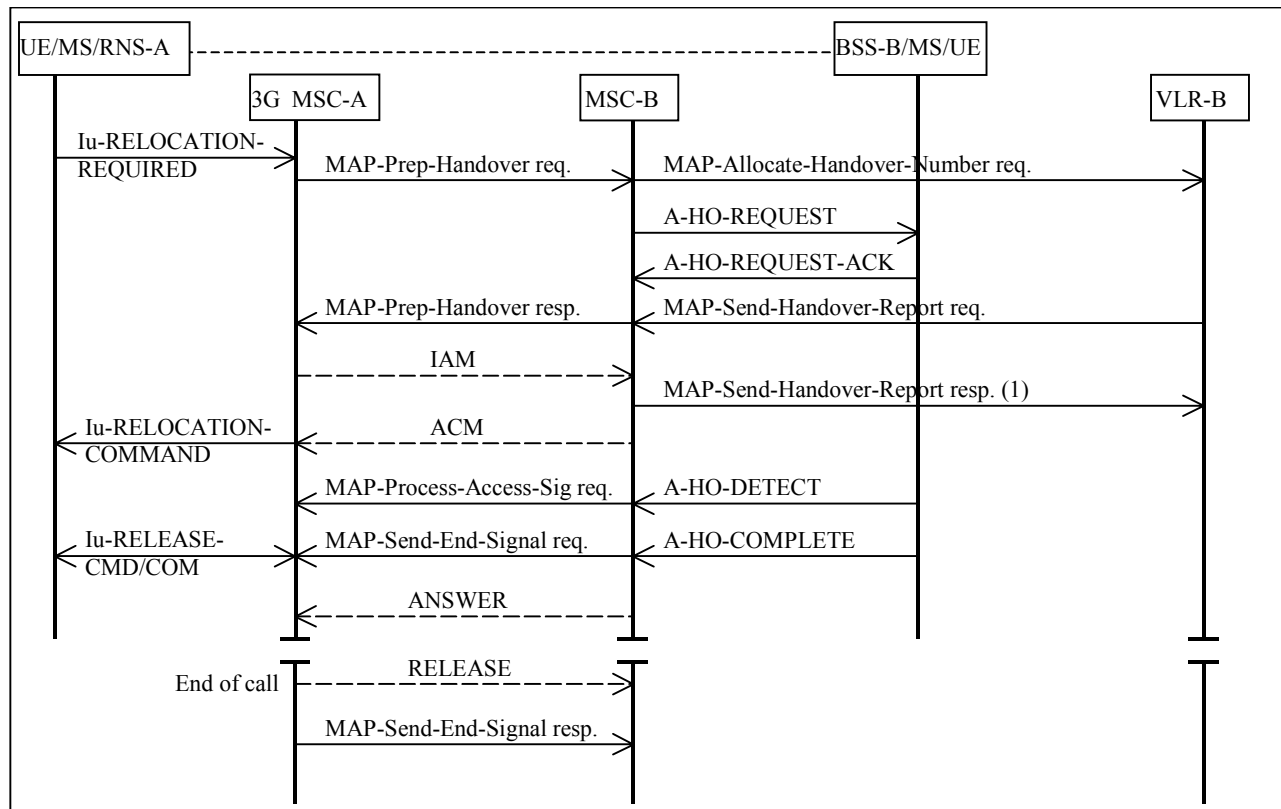 UE/MS/RNS-A
BSS-B/MS/UE
3G MSC-A
MSC-B
VLR-B
Iu-RELOCATION-
REQUIRED
MAP-Prep-Handover req.
MAP-Allocate-Handover-Number req.
A-HO-REQUEST
A-HO-REQUEST-ACK
MAP-Prep-Handover resp.
MAP-Send-Handover-Report req.
IAM
MAP-Send-Handover-Report resp. (1)
Iu-RELOCATION-
COMMAND
ACM
MAP-Process-Access-Sig req.
A-HO-DETECT
Iu-RELEASE-
CMD/COM
MAP-Send-End-Signal req.
A-HO-COMPLETE
ANSWER
End of call
RELEASE
MAP-Send-End-Signal resp.